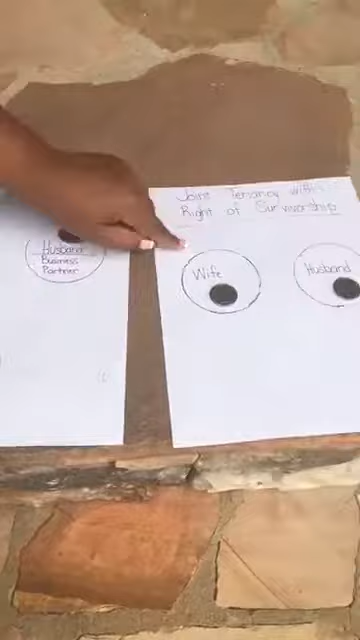 Joint Tenancy with
Right of Survivorship
Wife
Husband
Husband
Business
Partner